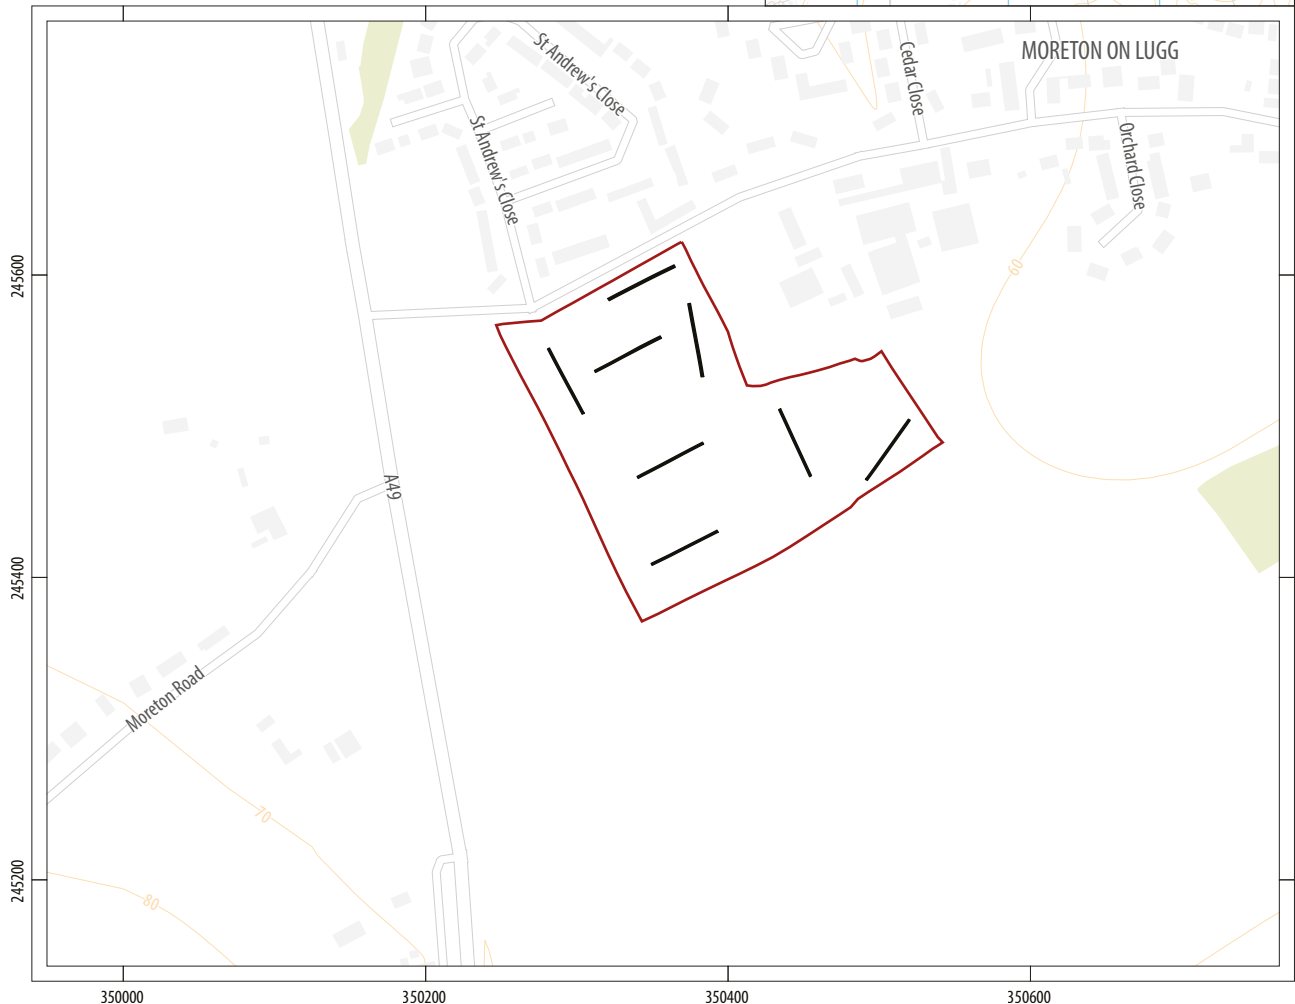 MORETON ON LUGG
St Andrew's Close
Cedar Close
St Andrew's Close
Orchard Close
60
245600
A49
245400
Moreton Road
70
245200
80
350000
350200
350400
350600